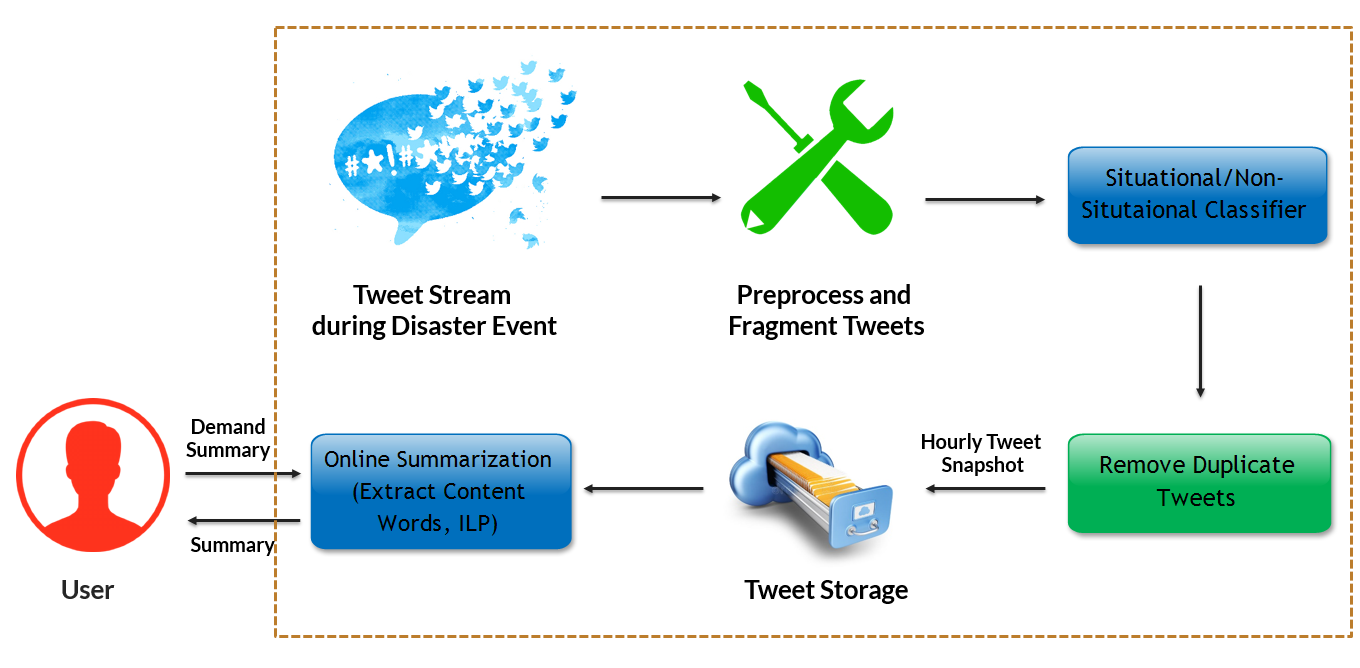 #*!#*
Situational/Non-
Situtaional Classifier
Tweet Stream
during Disaster Event
Preprocess and
Fragment Tweets
Demand
Summary
Online Summarization
(Extract Content
Words, ILP)
Hourly Tweet
Snapshot
Remove Duplicate
Tweets
Summary
User
Tweet Storage